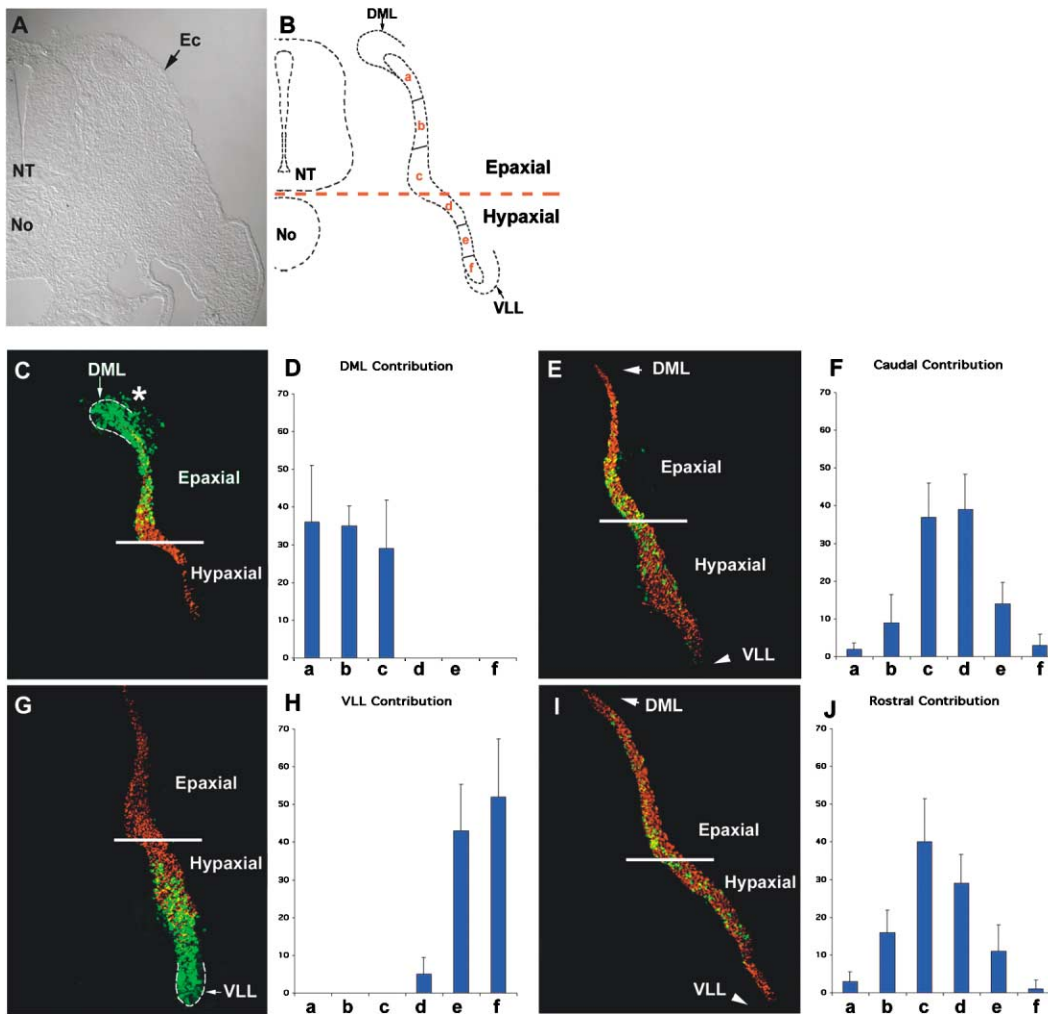 A
Ec
NT
No
B
DML
a
b
c
NT
Epaxial
Hypaxial
d
No
e
f
VLL
C
DML
*
Epaxial
Hypaxial
D
DML Contribution
70
60
50
40
30
20
10
0
a b c d e f
E
DML
Epaxial
Hypaxial
VLL
F
Caudal Contribution
70
60
50
40
30
20
10
0
a b c d e f
G
Epaxial
Hypaxial
VLL
H
VLL Contribution
70
60
50
40
30
20
10
0
a b c d e f
I
DML
Epaxial
Hypaxial
VLL
J
Rostral Contribution
70
60
50
40
30
20
10
0
a b c d e f